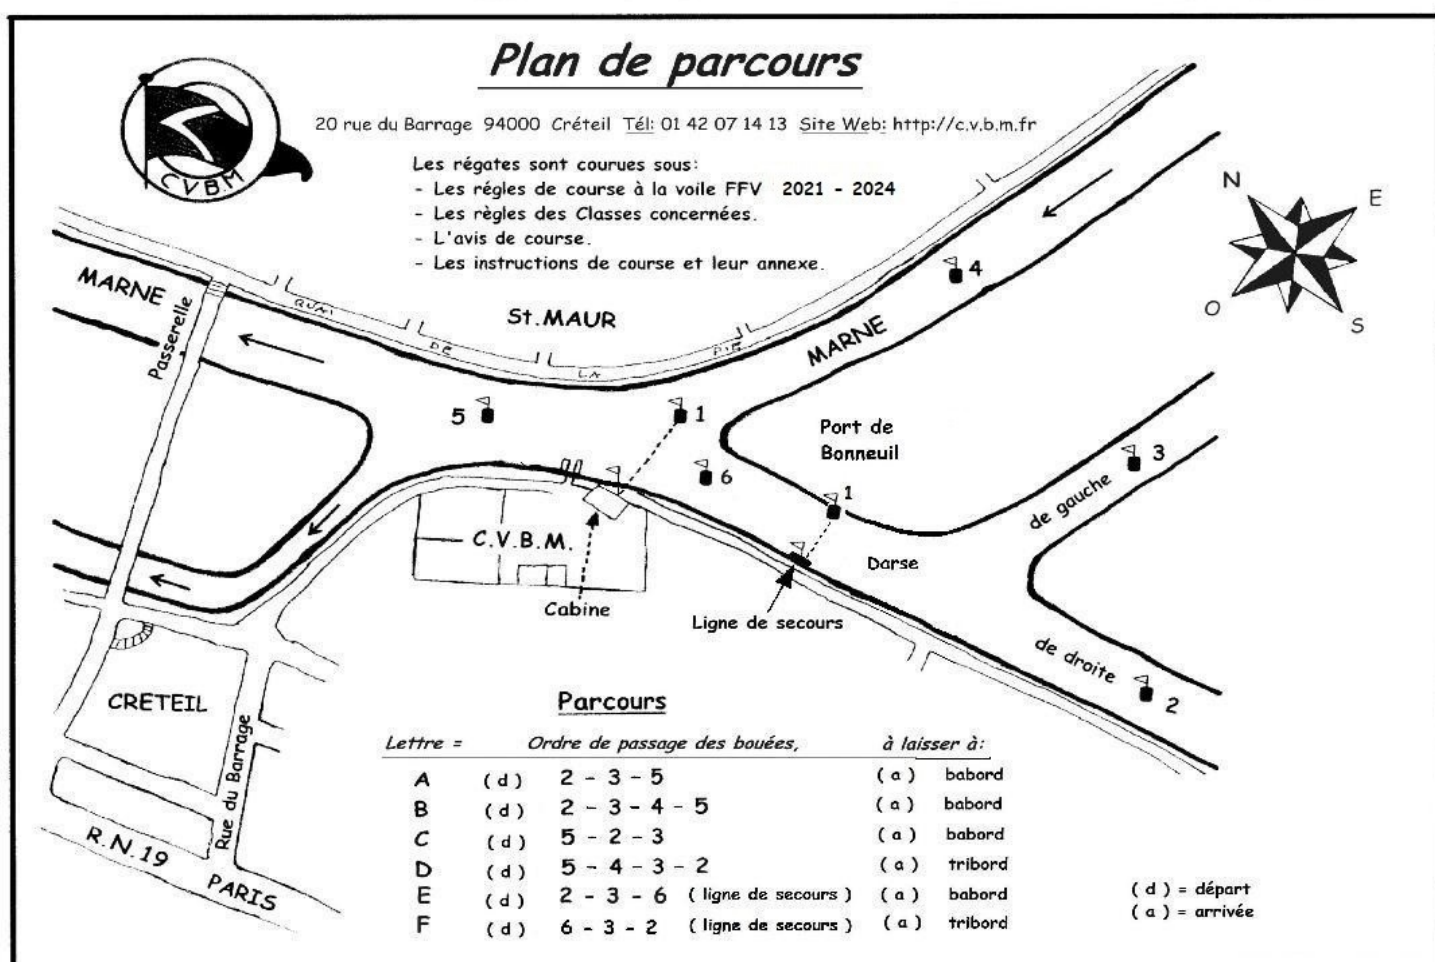 Plan de parcours
20 rue du Barrage 94000 Créteil Tél: 01 42 07 14 13 Site Web: http://c.v.b.m.fr
C.V.B.M
Les régates sont courues sous:
- Les régles de course à la voile FFV 2021 - 2024
- Les règles des Classes concernées.
- L'avis de course.
- Les instructions de course et leur annexe.
N
E
O
S
4
MARNE
Passerelle
QUAI
DE
LA
PIE
St.MAUR
MARNE
5
1
6
Port de
Bonneuil
1
3
de gauche
C.V.B.M.
Darse
Cabine
Ligne de secours
de droite
2
CRETEIL
Rue du Barrage
R.N.19
PARIS
Parcours
Lettre = Ordre de passage des bouées, à laisser à:
A (d) 2 - 3 - 5 (a) babord
B (d) 2 - 3 - 4 - 5 (a) babord
C (d) 5 - 2 - 3 (a) babord
D (d) 5 - 4 - 3 - 2 (a) tribord
E (d) 2 - 3 - 6 (ligne de secours) (a) babord
F (d) 6 - 3 - 2 (ligne de secours) (a) tribord
(d) = départ
(a) = arrivée